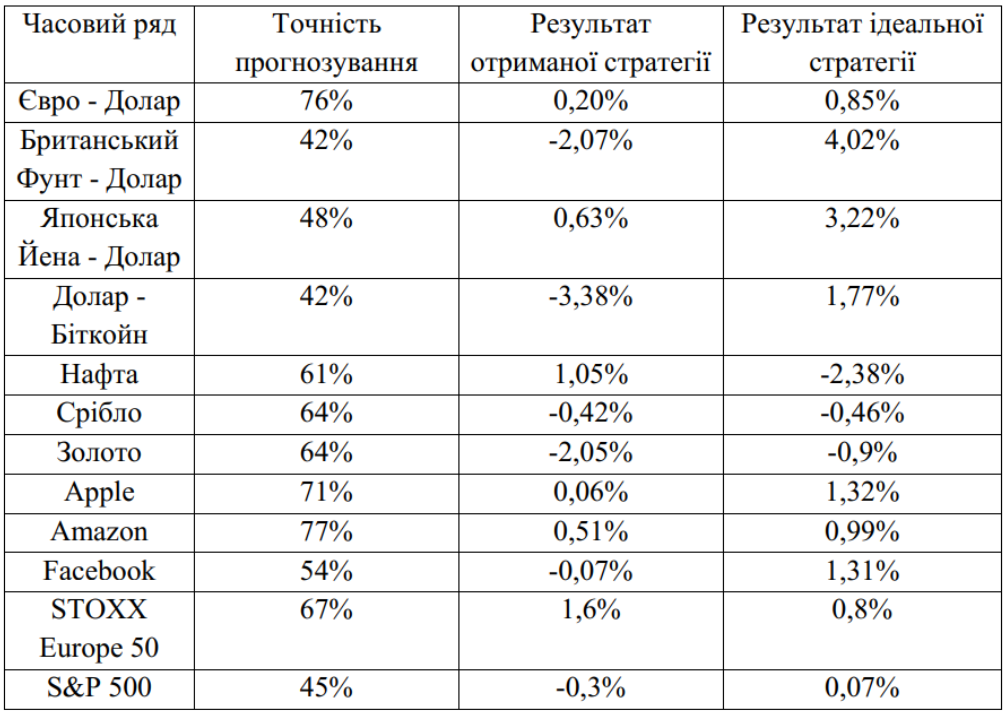 Часовий ряд Точність Результат Результат ідеальної
прогнозування отриманої стратегії стратегії
Євро - Долар 76% 0,20% 0,85%
Британський 42% -2,07% 4,02%
Фунт - Долар
Японська 48% 0,63% 3,22%
Йена - Долар
Долар - 42% -3,38% 1,77%
Біткойн
Нафта 61% 1,05% -2,38%
Срібло 64% -0,42% -0,46%
Золото 64% -2,05% -0,9%
Apple 71% 0,06% 1,32%
Amazon 77% 0,51% 0,99%
Facebook 54% -0,07% 1,31%
STOXX 67% 1,6% 0,8%
Europe 50
S&P 500 45% -0,3% 0,07%